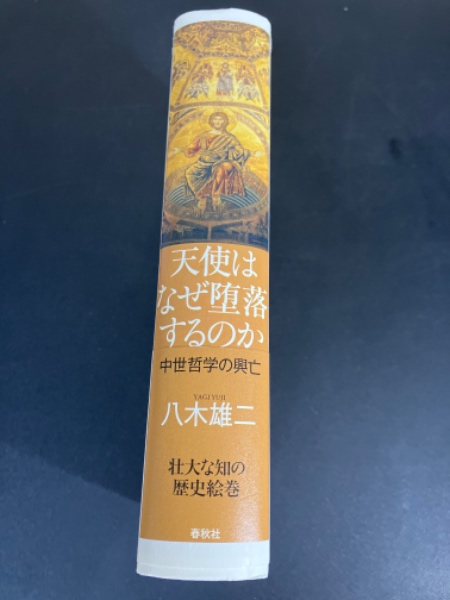 天使は
なぜ堕落
するのか
中世哲学の興亡
YAGI YUJI
八木雄二
壮大な知の
歴史絵巻
春秋社